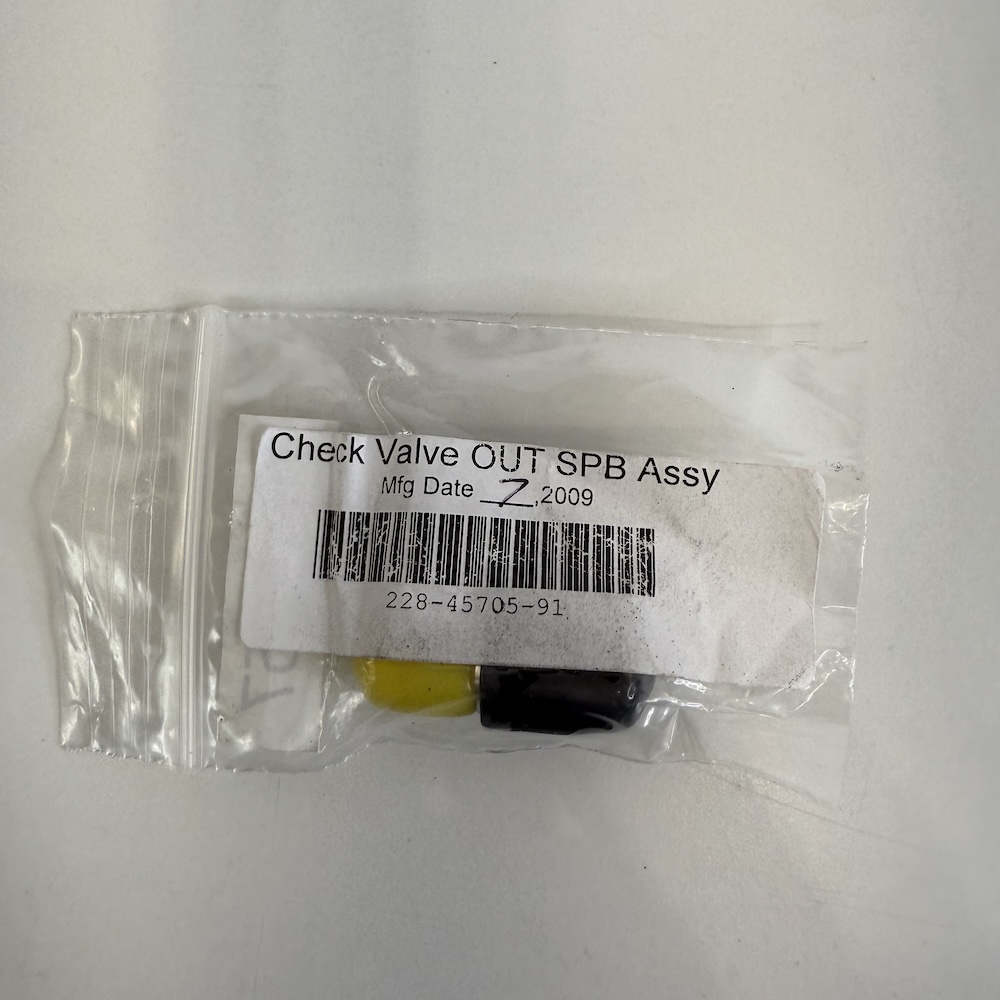 Check Valve OUT SPB Assy
Mfg Date 7,2009
228-45705-91